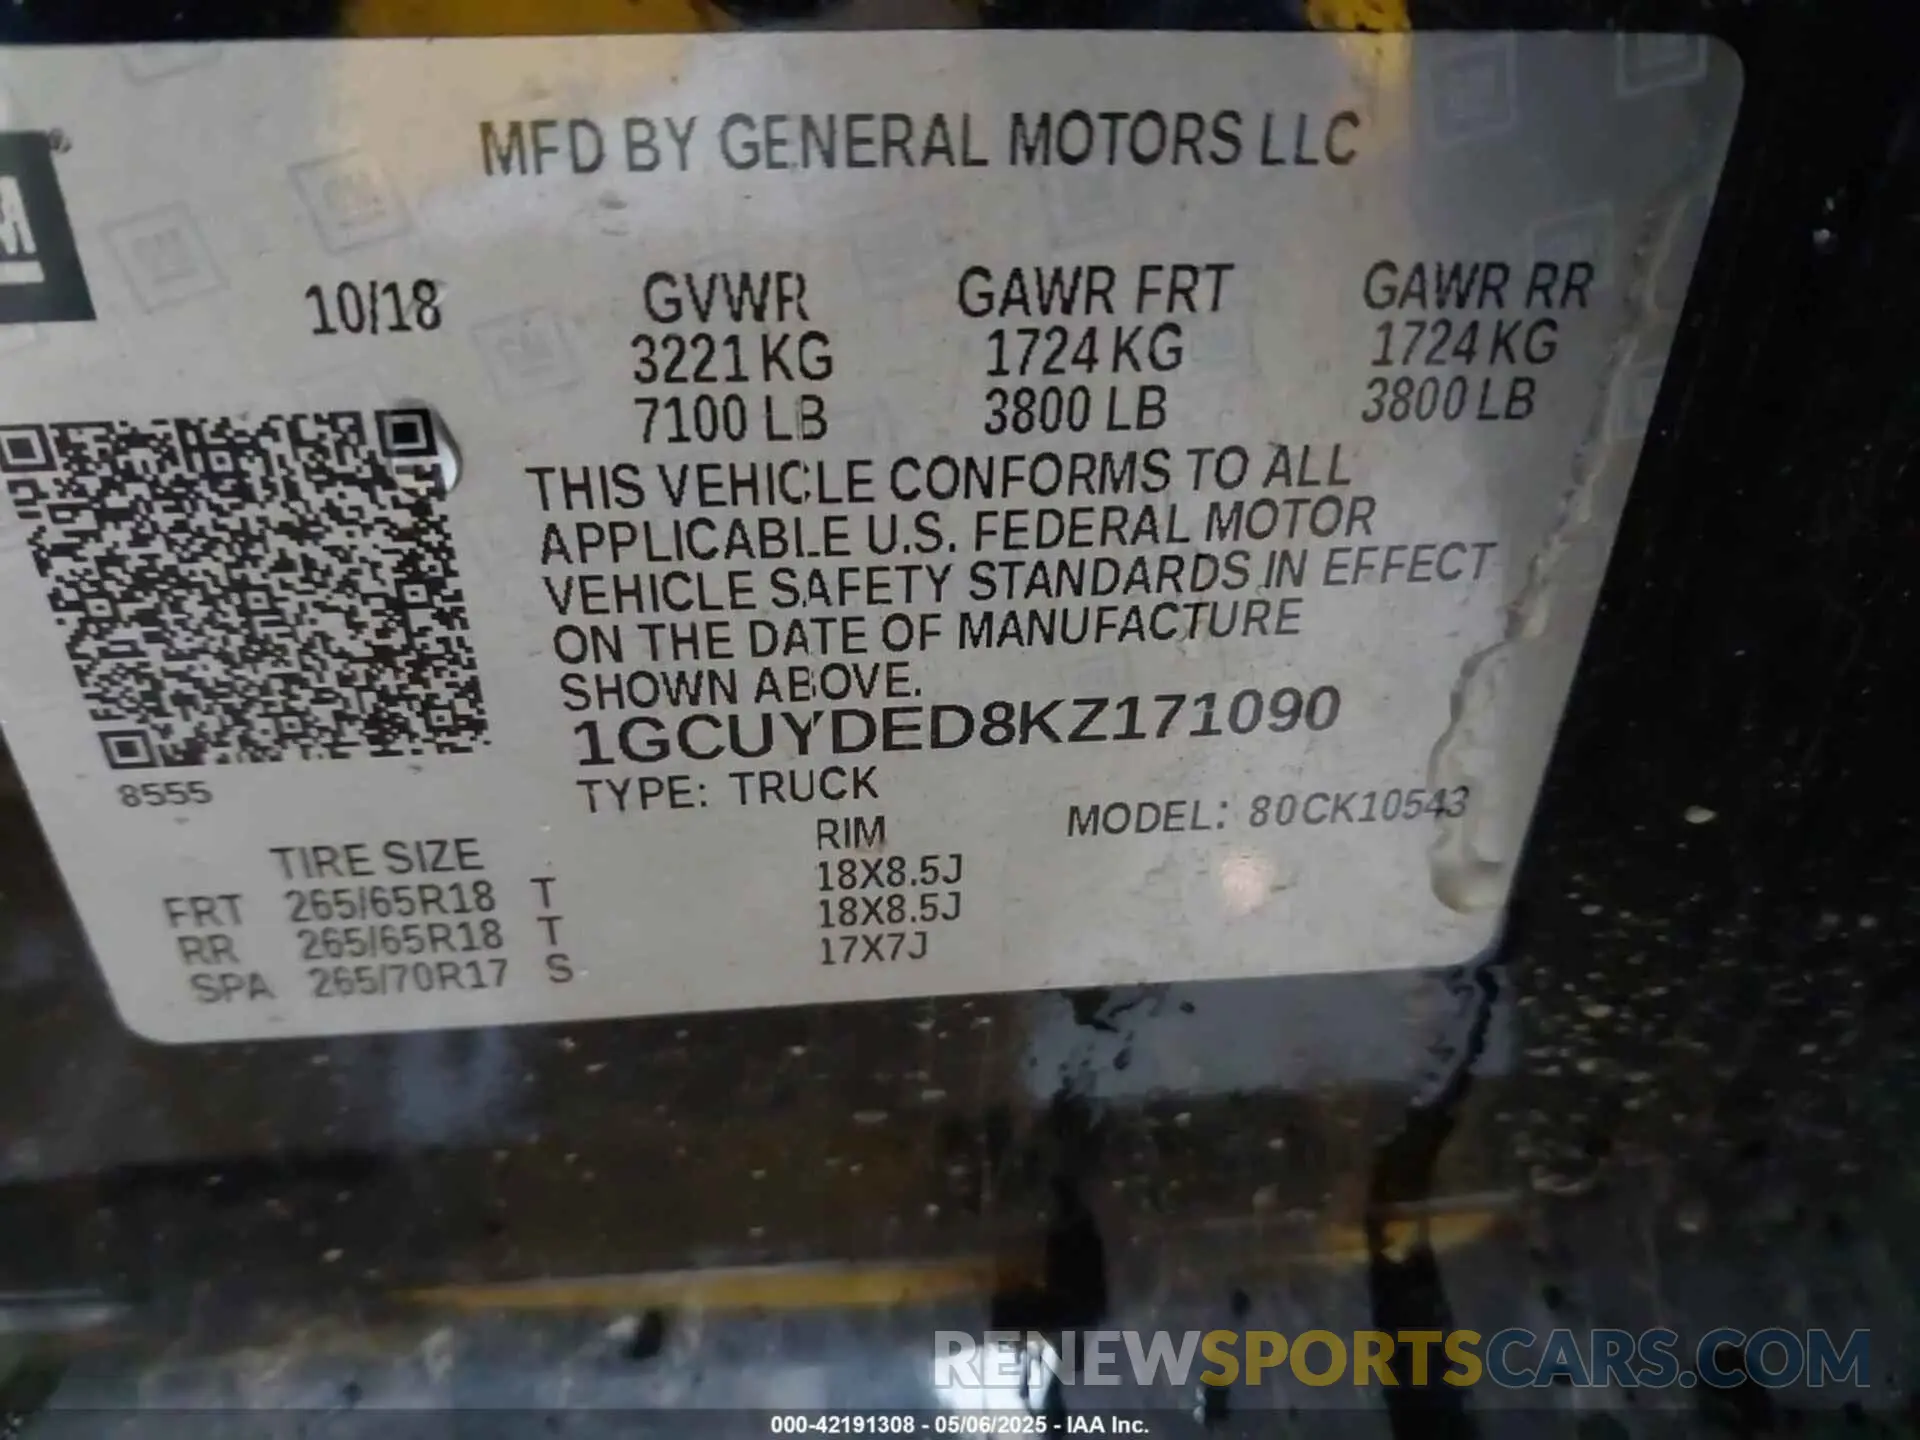 MFD BY GENERAL MOTORS LLC
10/18 GVWR GAWR FRT GAWR RR
3221 KG 1724 KG 1724 KG
7100 LB 3800 LB 3800 LB
THIS VEHICLE CONFORMS TO ALL
APPLICABLE U.S. FEDERAL MOTOR
VEHICLE SAFETY STANDARDS IN EFFECT
ON THE DATE OF MANUFACTURE
SHOWN ABOVE.
1GCUYDED8KZ171090
8555 TYPE: TRUCK
MODEL: 80CK10543
TIRE SIZE RIM
FRT 265/65R18 T 18X8.5J
RR 265/65R18 T 18X8.5J
SPA 265/70R17 S 17X7J
RENEWSPORTSCARS.COM
000-42191308 - 05/06/2025 - IAA Inc.